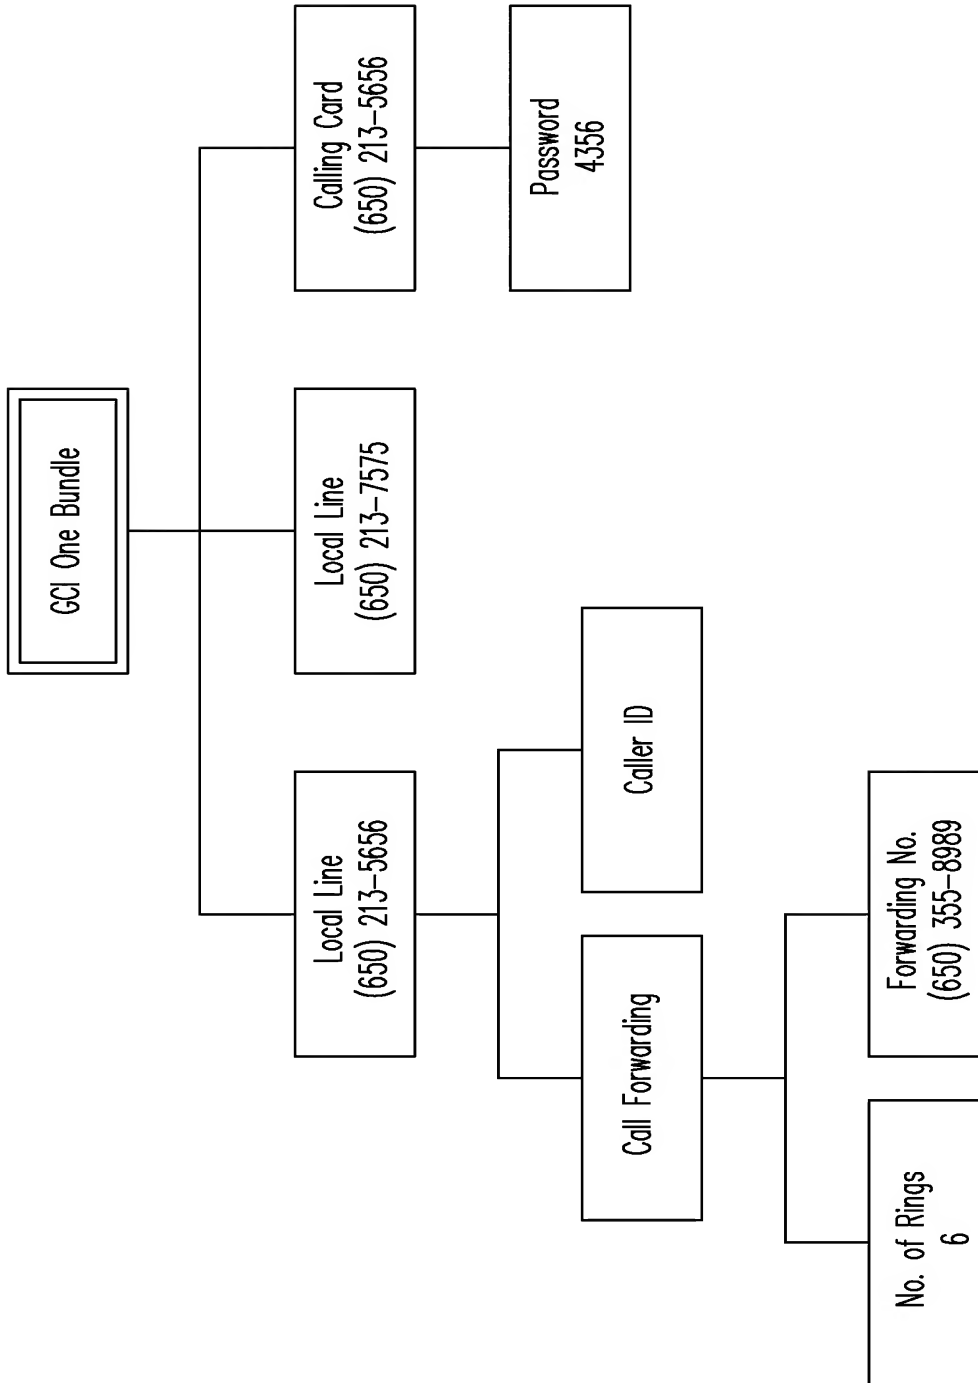 GCI One Bundle
Local Line
(650) 213-5656
Local Line
(650) 213-7575
Calling Card
(650) 213-5656
Call Forwarding
Caller ID
Password
4356
No. of Rings
6
Forwarding No.
(650) 355-8989